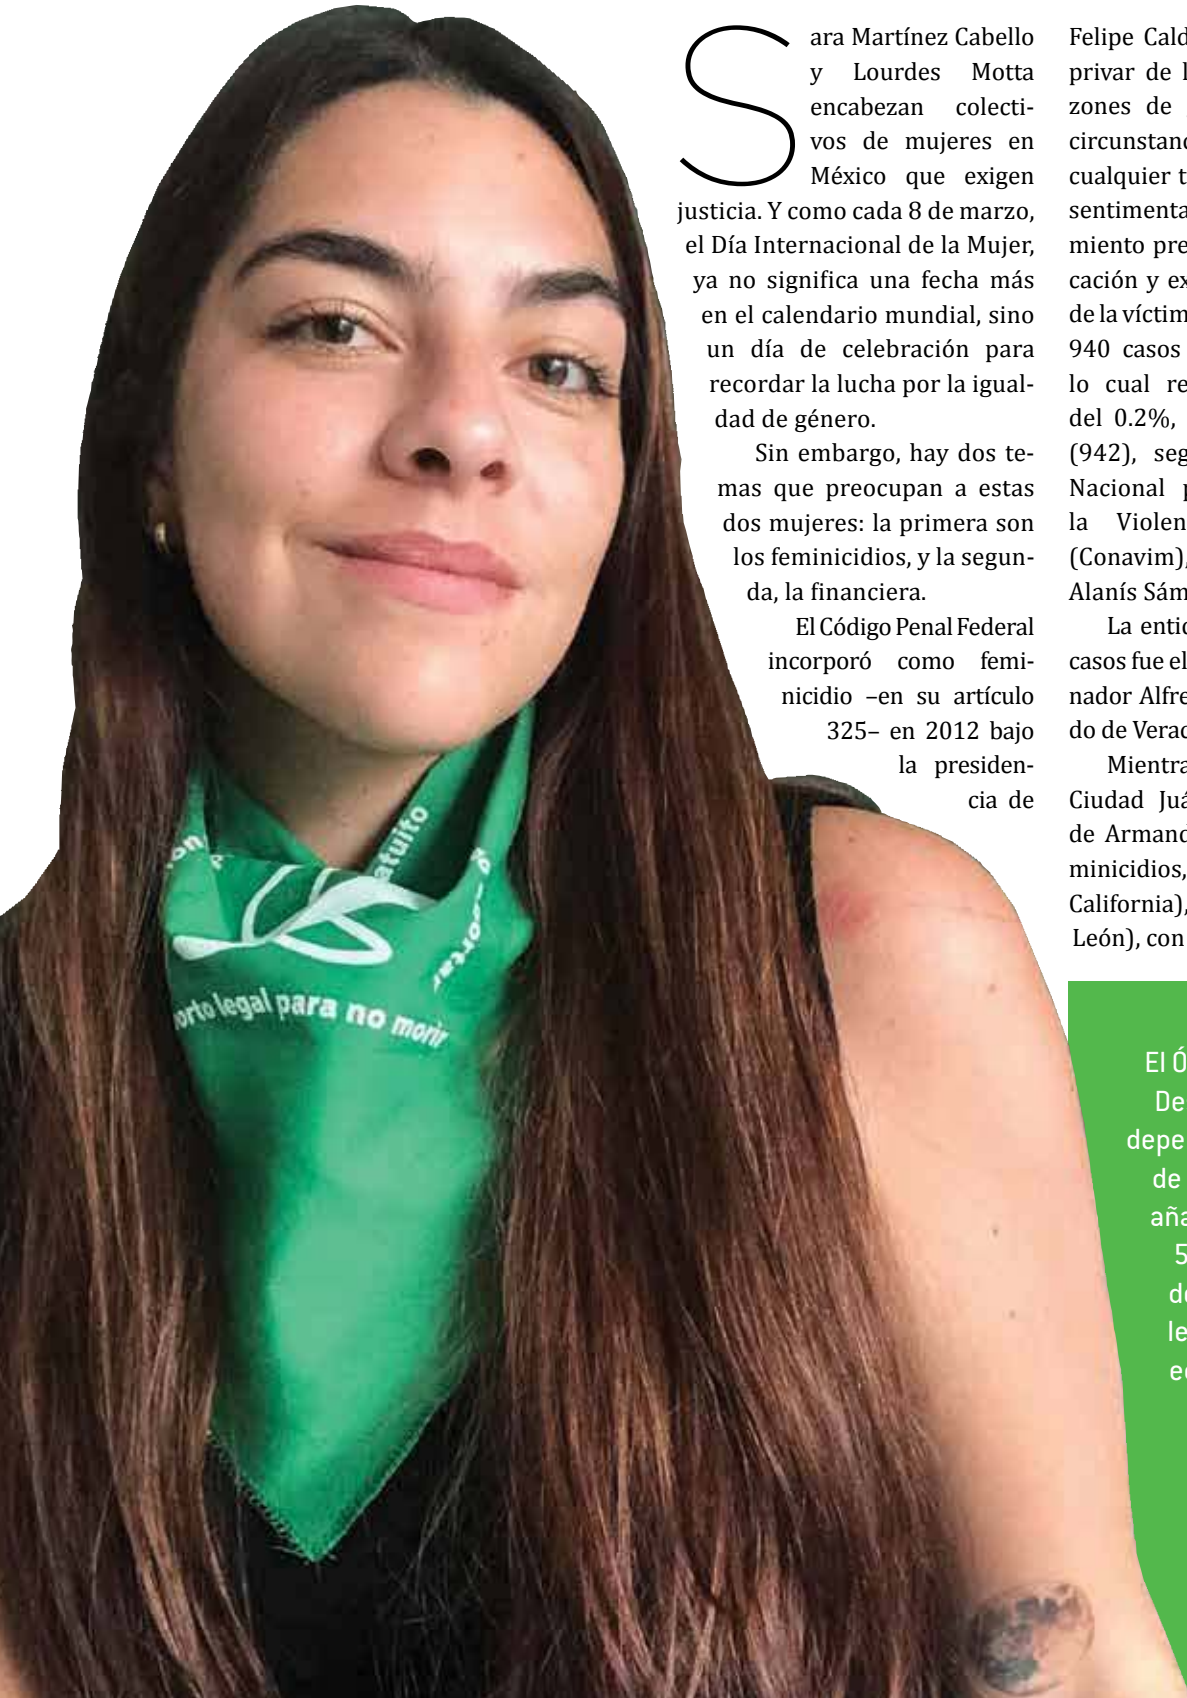 Sara Martínez Cabello
y Lourdes Motta
encabezan colecti-
vos de mujeres en
México que exigen
justicia. Y como cada 8 de marzo,
el Día Internacional de la Mujer,
ya no significa una fecha más
en el calendario mundial, sino
un día de celebración para
recordar la lucha por la igual-
dad de género.
Sin embargo, hay dos te-
mas que preocupan a estas
dos mujeres: la primera son
los feminicidios, y la segun-
da, la financiera.
El Código Penal Federal
incorporó como femi-
nicidio –en su artículo
325– en 2012 bajo
la presiden-
cia de
Felipe Cald
privar de l
zones de
circunstanc
cualquier t
sentimenta
miento pre
cación y ex
de la víctim
940 casos
lo cual re
del 0.2%,
(942), seg
Nacional p
la Violen
(Conavim),
Alanís Sám
La entic
casos fue el
nador Alfre
do de Verac
Mientra
Ciudad Juá
de Armand
minicidios,
California),
León), con
El Ó
De
depe
de
aña
5
de
le
ec
atuito
ortar
orto legal para no morir